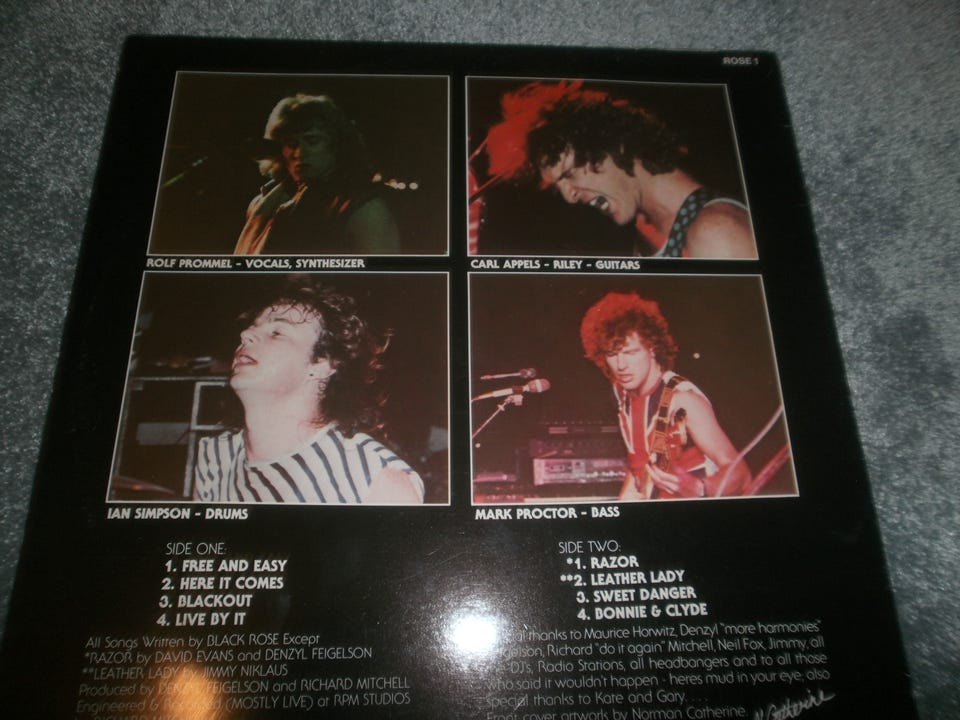 ROSE 1
ROLF PROMMEL - VOCALS, SYNTHESIZER
CARL APPELS - RILEY - GUITARS
IAN SIMPSON - DRUMS
MARK PROCTOR - BASS
SIDE ONE:
1. FREE AND EASY
2. HERE IT COMES
3. BLACKOUT
4. LIVE BY IT
All Songs Written by BLACK ROSE Except
*RAZOR by DAVID EVANS and DENZYL FEIGELSON
**LEATHER LADY by JIMMY NIKLAUS
Produced by DENZYL FEIGELSON and RICHARD MITCHELL
Engineered & Recorded (MOSTLY LIVE) at RPM STUDIOS
SIDE TWO:
*1. RAZOR
**2. LEATHER LADY
3. SWEET DANGER
4. BONNIE & CLYDE
thanks to Maurice Horwitz, Denzyl "more harmonies"
Richard "do it again" Mitchell, Neil Fox, Jimmy, all
DJ's, Radio Stations, all headbangers and to all those
who said it wouldn't happen - heres mud in your eye, also
special thanks to Kate and Gary. . . .
Front cover artwork by Norman Catherine.